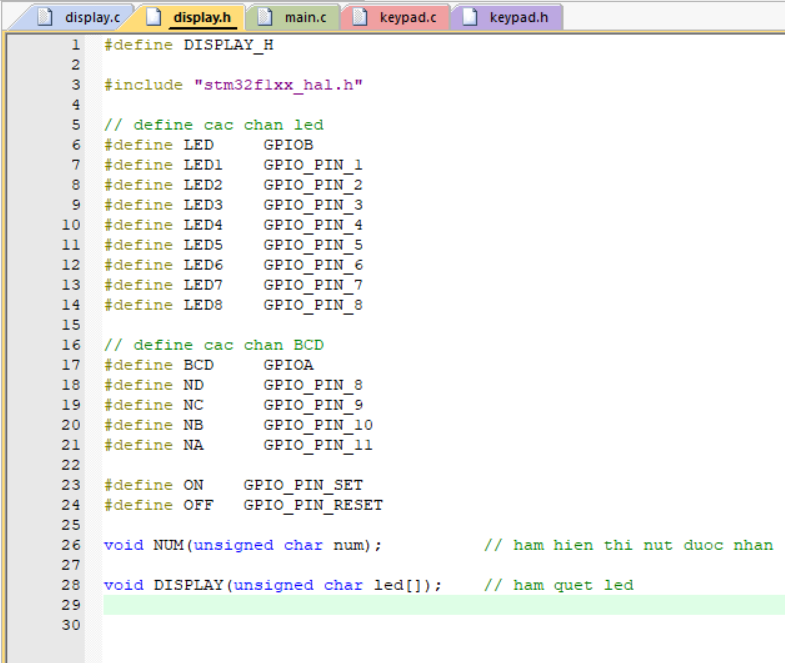 display.c display.h main.c keypad.c keypad.h
1 #define DISPLAY_H
2
3 #include "stm32f1xx_hal.h"
4
5 // define cac chan led
6 #define LED GPIOB
7 #define LED1 GPIO_PIN_1
8 #define LED2 GPIO_PIN_2
9 #define LED3 GPIO_PIN_3
10 #define LED4 GPIO_PIN_4
11 #define LED5 GPIO_PIN_5
12 #define LED6 GPIO_PIN_6
13 #define LED7 GPIO_PIN_7
14 #define LED8 GPIO_PIN_8
15
16 // define cac chan BCD
17 #define BCD GPIOA
18 #define ND GPIO_PIN_8
19 #define NC GPIO_PIN_9
20 #define NB GPIO_PIN_10
21 #define NA GPIO_PIN_11
22
23 #define ON GPIO_PIN_SET
24 #define OFF GPIO_PIN_RESET
25
26 void NUM(unsigned char num); // ham hien thi nut duoc nhan
27
28 void DISPLAY(unsigned char led[]); // ham quet led
29
30